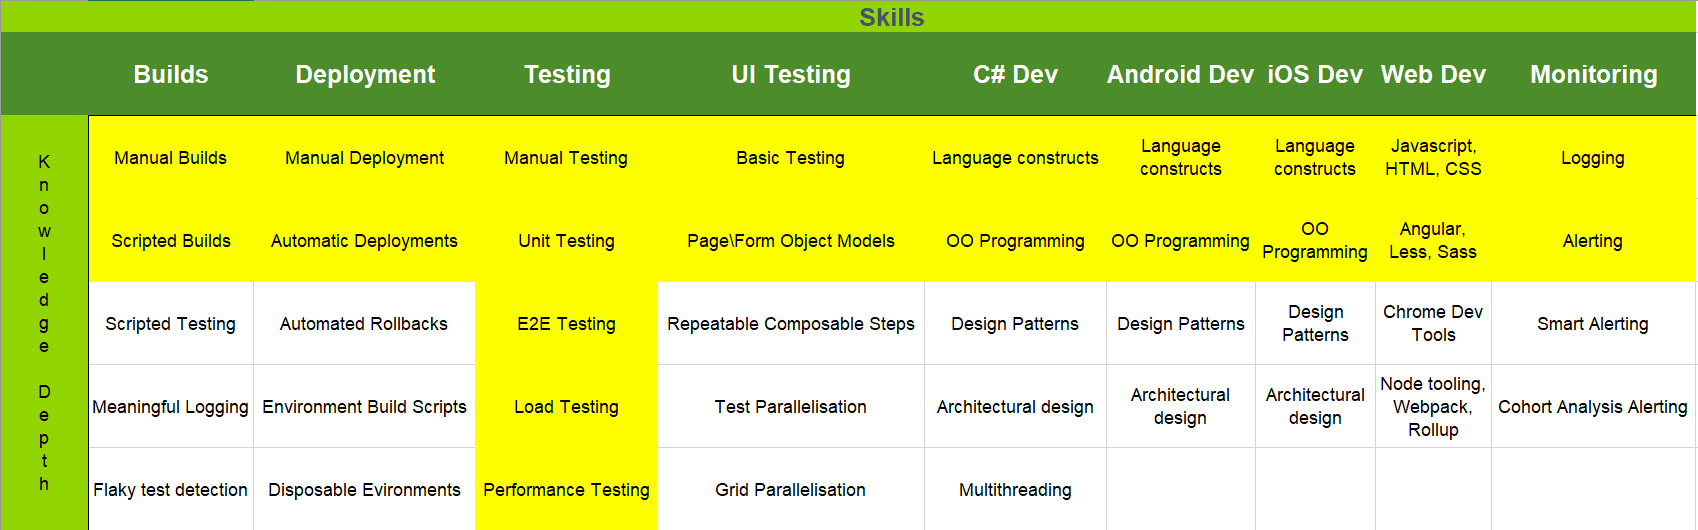 Skills
Builds Deployment Testing UI Testing C# Dev Android Dev iOS Dev Web Dev Monitoring
Knowledge Depth
Manual Builds
Manual Deployment
Manual Testing
Basic Testing
Language constructs
Language
constructs
Language
constructs
Javascript,
HTML, CSS
Logging
Scripted Builds
Automatic Deployments
Unit Testing
Page\Form Object Models
OO Programming
OO Programming
OO
Programming
Angular,
Less, Sass
Alerting
Scripted Testing
Automated Rollbacks
E2E Testing
Repeatable Composable Steps
Design Patterns
Design Patterns
Design
Patterns
Chrome Dev
Tools
Smart Alerting
Meaningful Logging
Environment Build Scripts
Load Testing
Test Parallelisation
Architectural design
Architectural
design
Architectural
design
Node tooling,
Webpack,
Rollup
Cohort Analysis Alerting
Flaky test detection
Disposable Evironments
Performance Testing
Grid Parallelisation
Multithreading